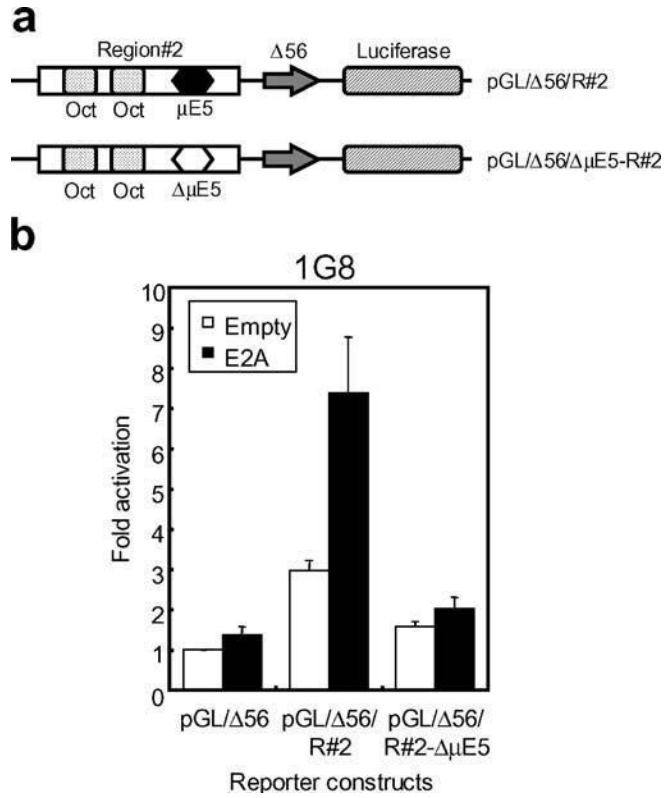 a
Region#2 Δ56 Luciferase
pGL/Δ56/R#2
Oct Oct μE5
pGL/Δ56/ΔμE5-R#2
Oct Oct ΔμE5
b
1G8
10
9
8
7
6
5
4
3
2
1
0
Fold activation
Empty
E2A
pGL/Δ56
pGL/Δ56/
R#2
pGL/Δ56/
R#2-ΔμE5
Reporter constructs